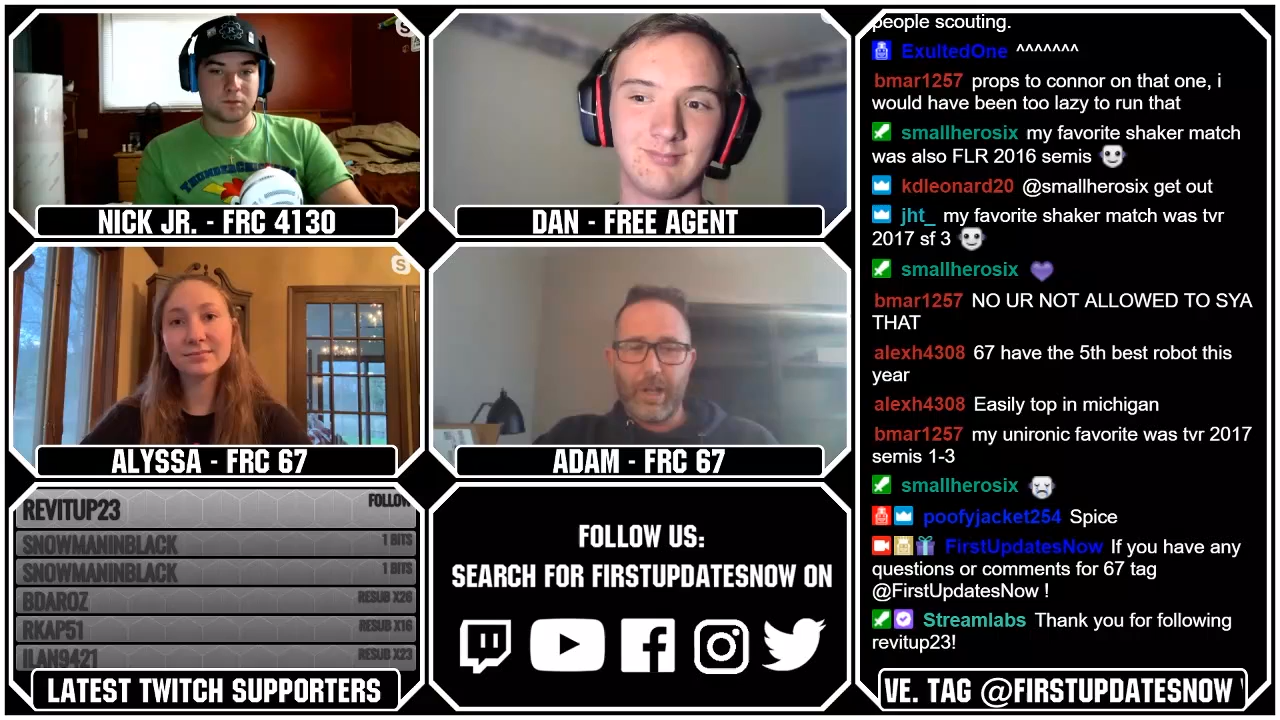 NICK JR. - FRC 4130
DAN - FREE AGENT
ALYSSA - FRC 67
ADAM - FRC 67
REVITUP23 FOLLOW
SNOWMANINBLACK 1 BITS
SNOWMANINBLACK 1 BITS
BDAROZ RESUB X26
RKAP51 RESUB X16
ILAN9421 RESUB X23
LATEST TWITCH SUPPORTERS
FOLLOW US:
SEARCH FOR FIRSTUPDATESNOW ON
people scouting.
ExultedOne ^^^^^^^
bmar1257 props to connor on that one, i
would have been too lazy to run that
smallherosix my favorite shaker match
was also FLR 2016 semis
kdleonard20 @smallherosix get out
jht_ my favorite shaker match was tvr
2017 sf 3
smallherosix
bmar1257 NO UR NOT ALLOWED TO SYA
THAT
alexh4308 67 have the 5th best robot this
year
alexh4308 Easily top in michigan
bmar1257 my unironic favorite was tvr 2017
semis 1-3
smallherosix
poofyjacket254 Spice
FirstUpdatesNow If you have any
questions or comments for 67 tag
@FirstUpdatesNow !
Streamlabs Thank you for following
revitup23!
VE. TAG @FIRSTUPDATESNOW